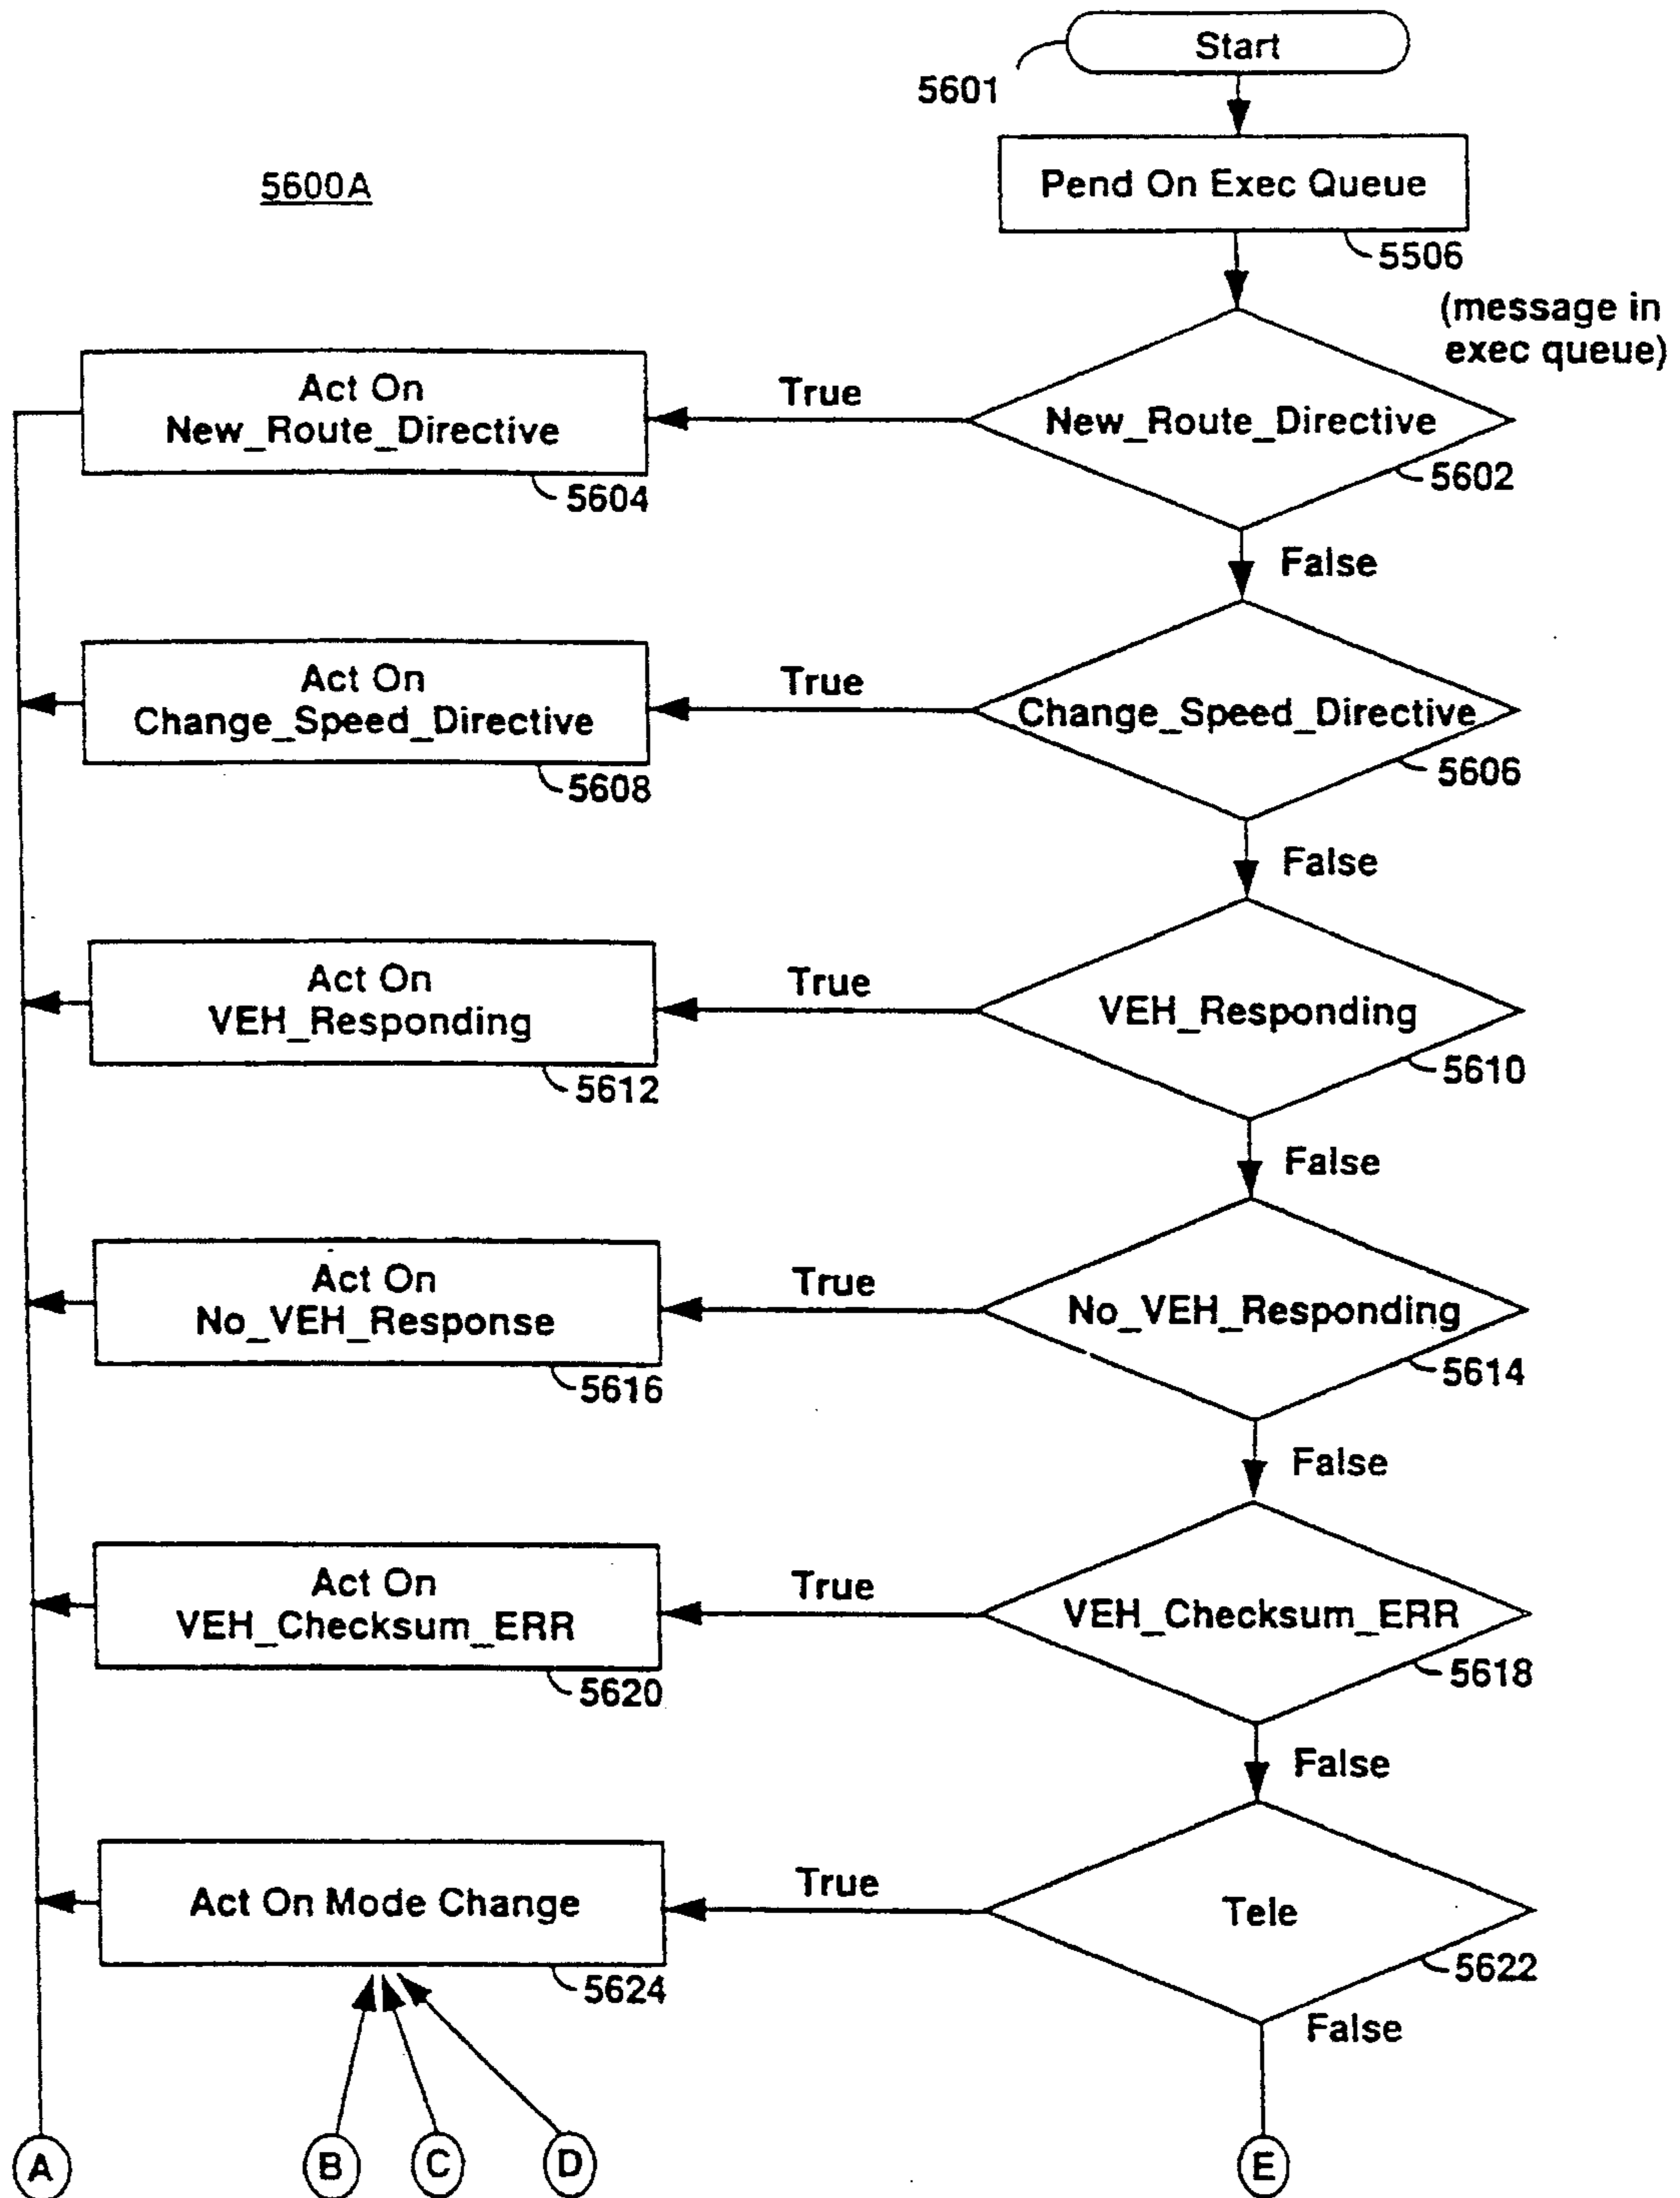 Start
5601
5600A
Pend On Exec Queue
5506
(message in
exec queue)
Act On
New_Route_Directive
5604
True
New_Route_Directive
5602
False
Act On
Change_Speed_Directive
5608
True
Change_Speed_Directive
5606
False
Act On
VEH_Responding
5612
True
VEH_Responding
5610
False
Act On
No_VEH_Response
5616
True
No_VEH_Responding
5614
False
Act On
VEH_Checksum_ERR
5620
True
VEH_Checksum_ERR
5618
False
Act On Mode Change
5624
True
Tele
5622
False
A
B
C
D
E